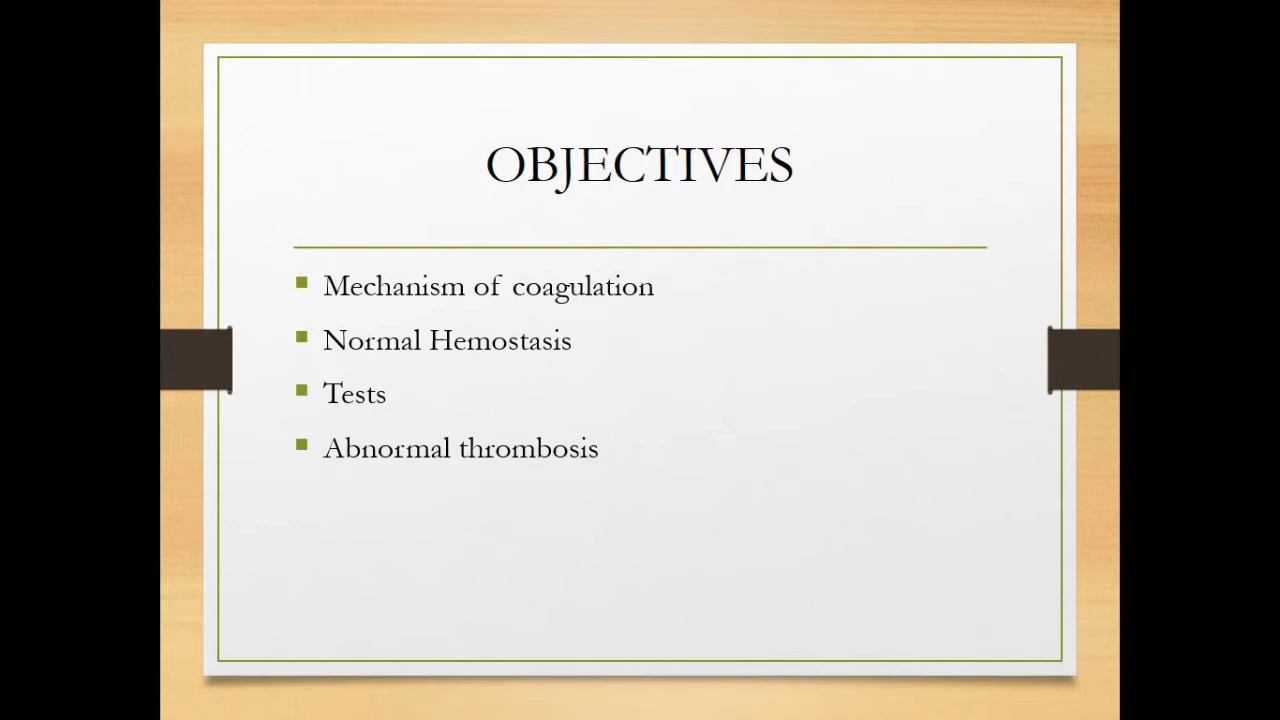 OBJECTIVES
Mechanism of coagulation
Normal Hemostasis
Tests
Abnormal thrombosis